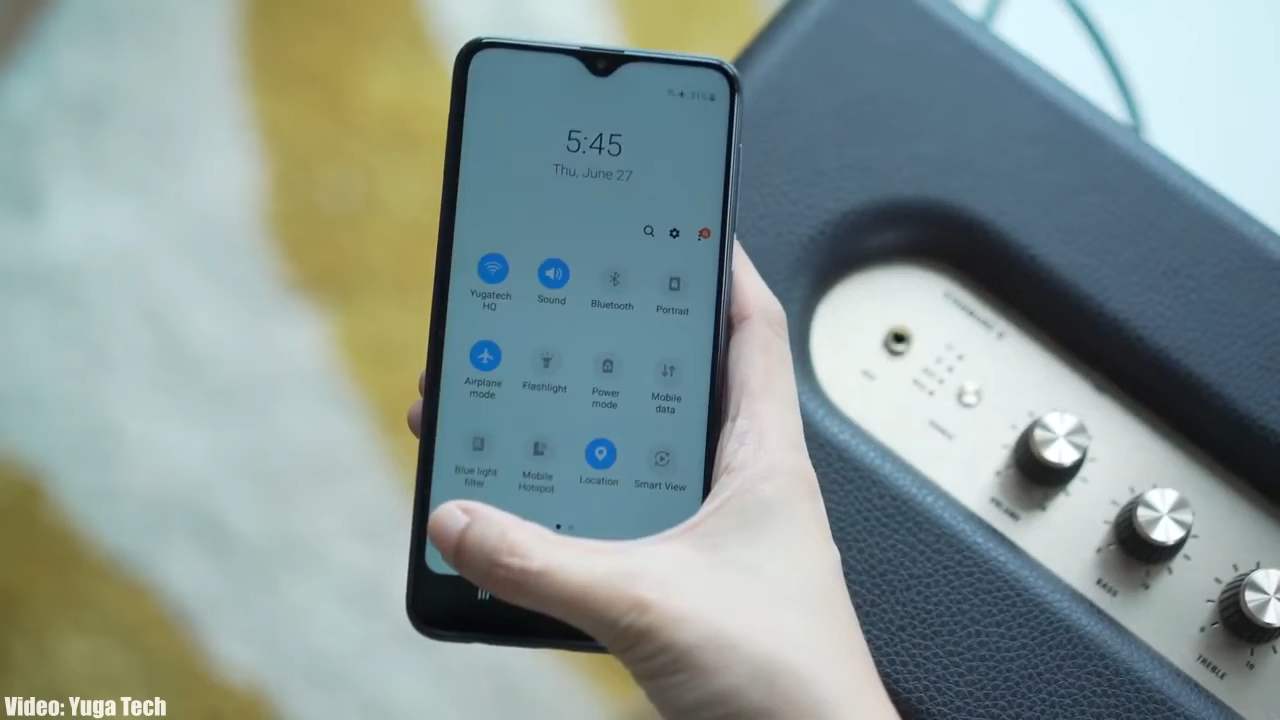 5:45
Thu, June 27
Yugatech
HQ
Sound
Bluetooth
Portrait
Airplane
mode
Flashlight
Power
mode
Mobile
data
Blue light
filter
Mobile
Hotspot
Location
Smart View
VOLUME
BASS
TREBLE
10
Video: Yuga Tech